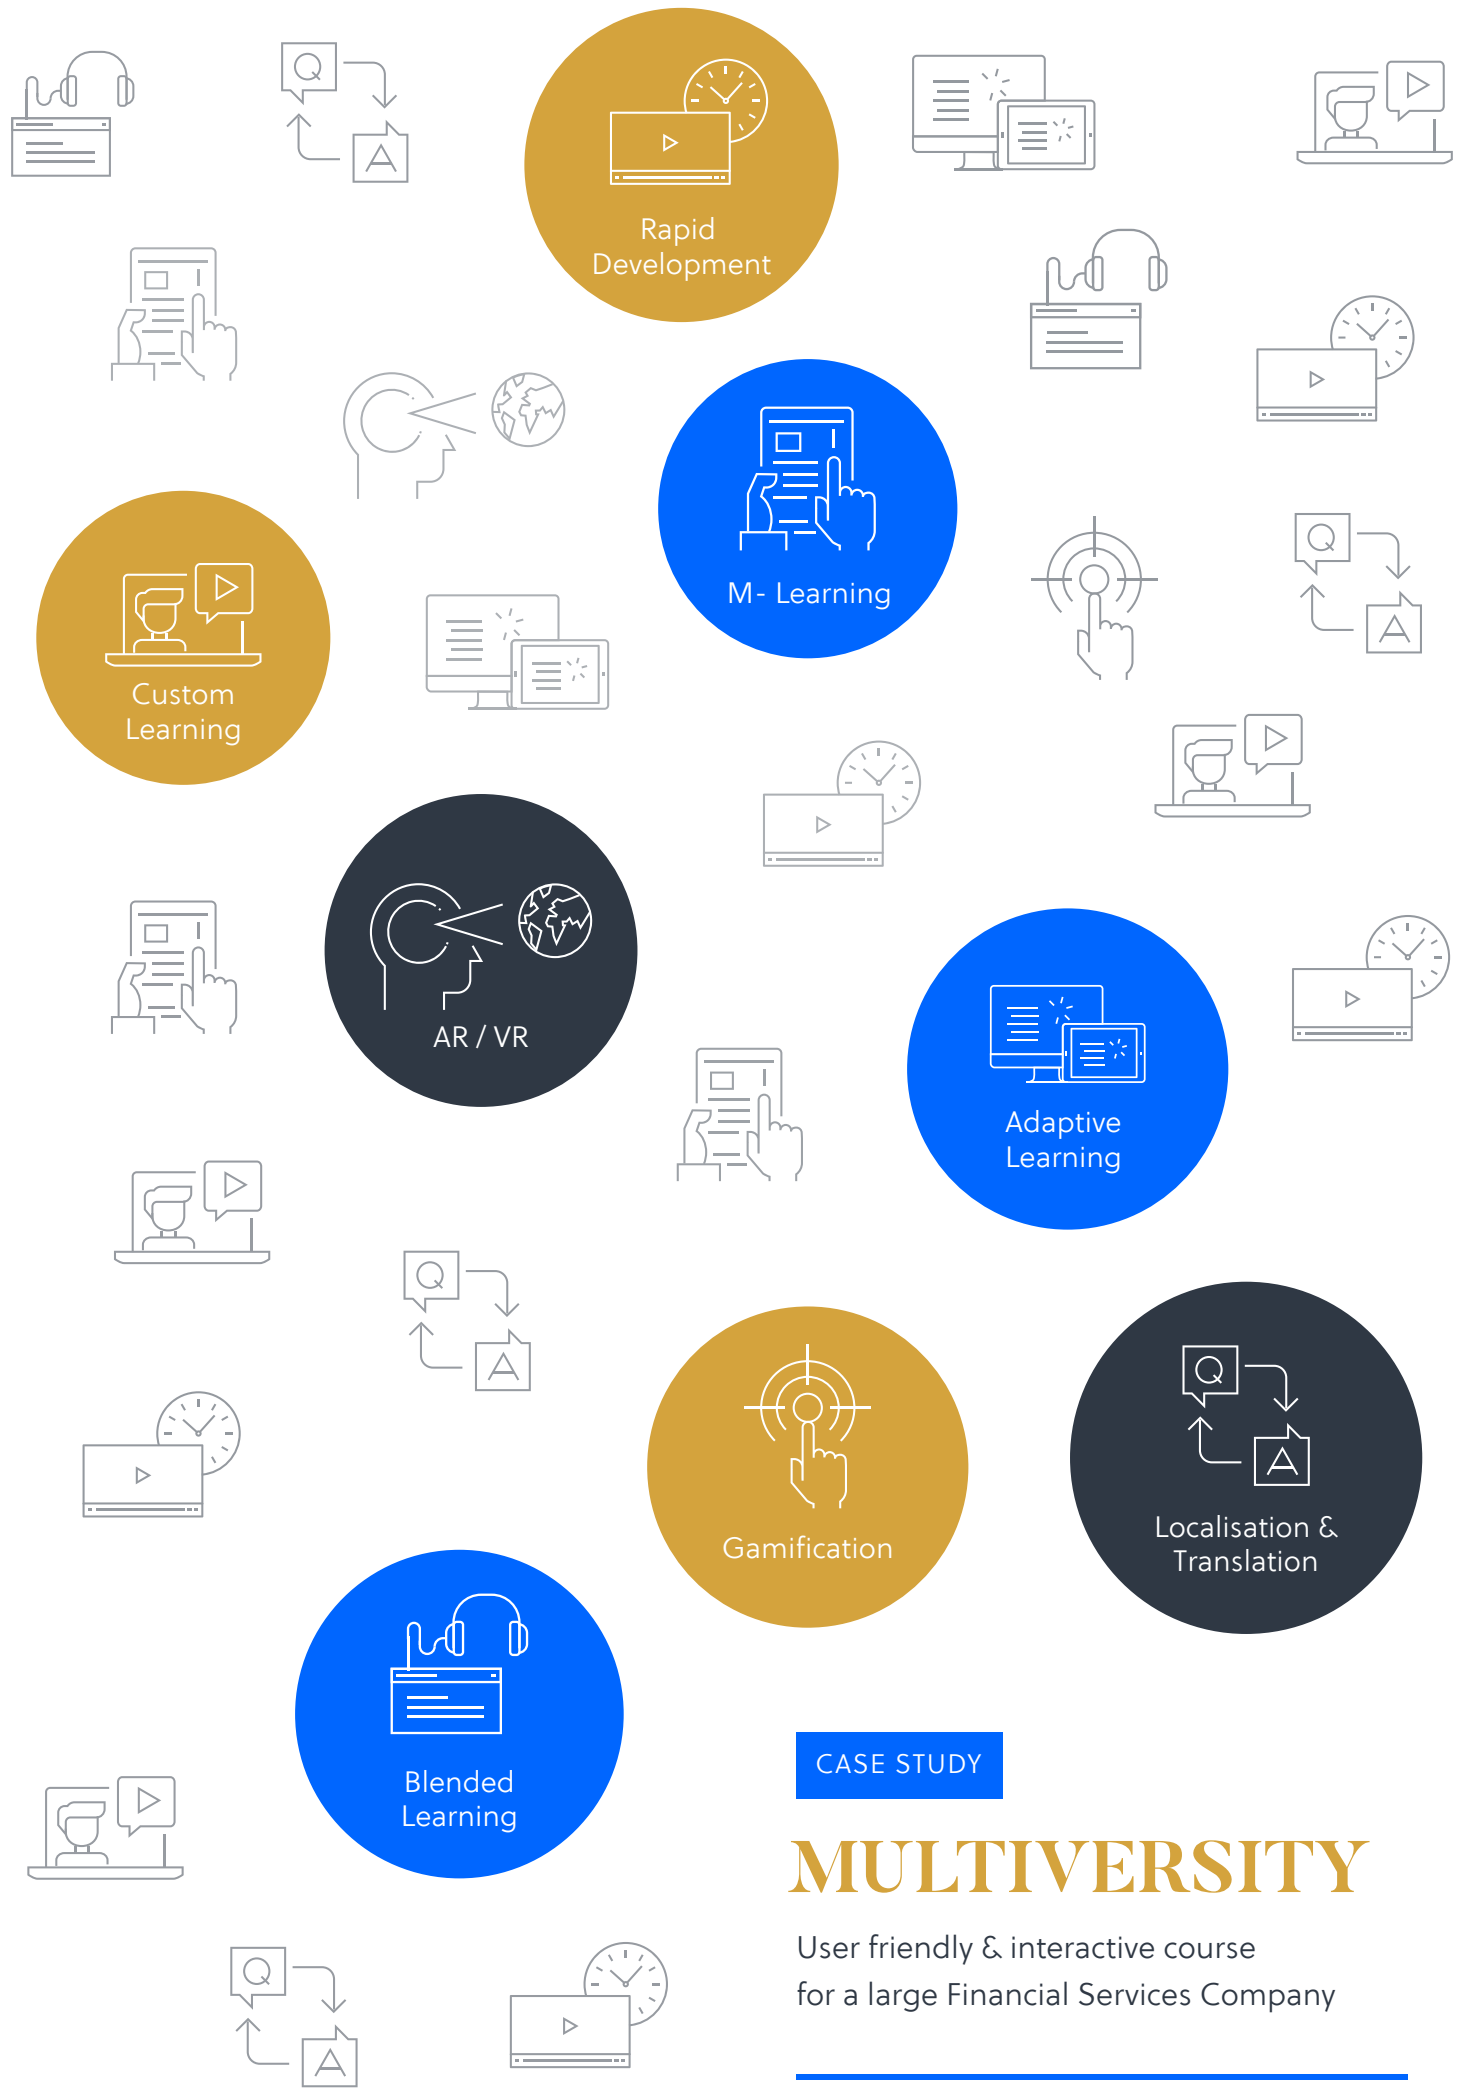 Q
A
Rapid
Development
M- Learning
Q
A
Custom
Learning
AR / VR
Adaptive
Learning
Q
A
Q
A
Gamification
Localisation &
Translation
Blended
Learning
CASE STUDY
MULTIVERSITY
User friendly & interactive course
for a large Financial Services Company
Q
A